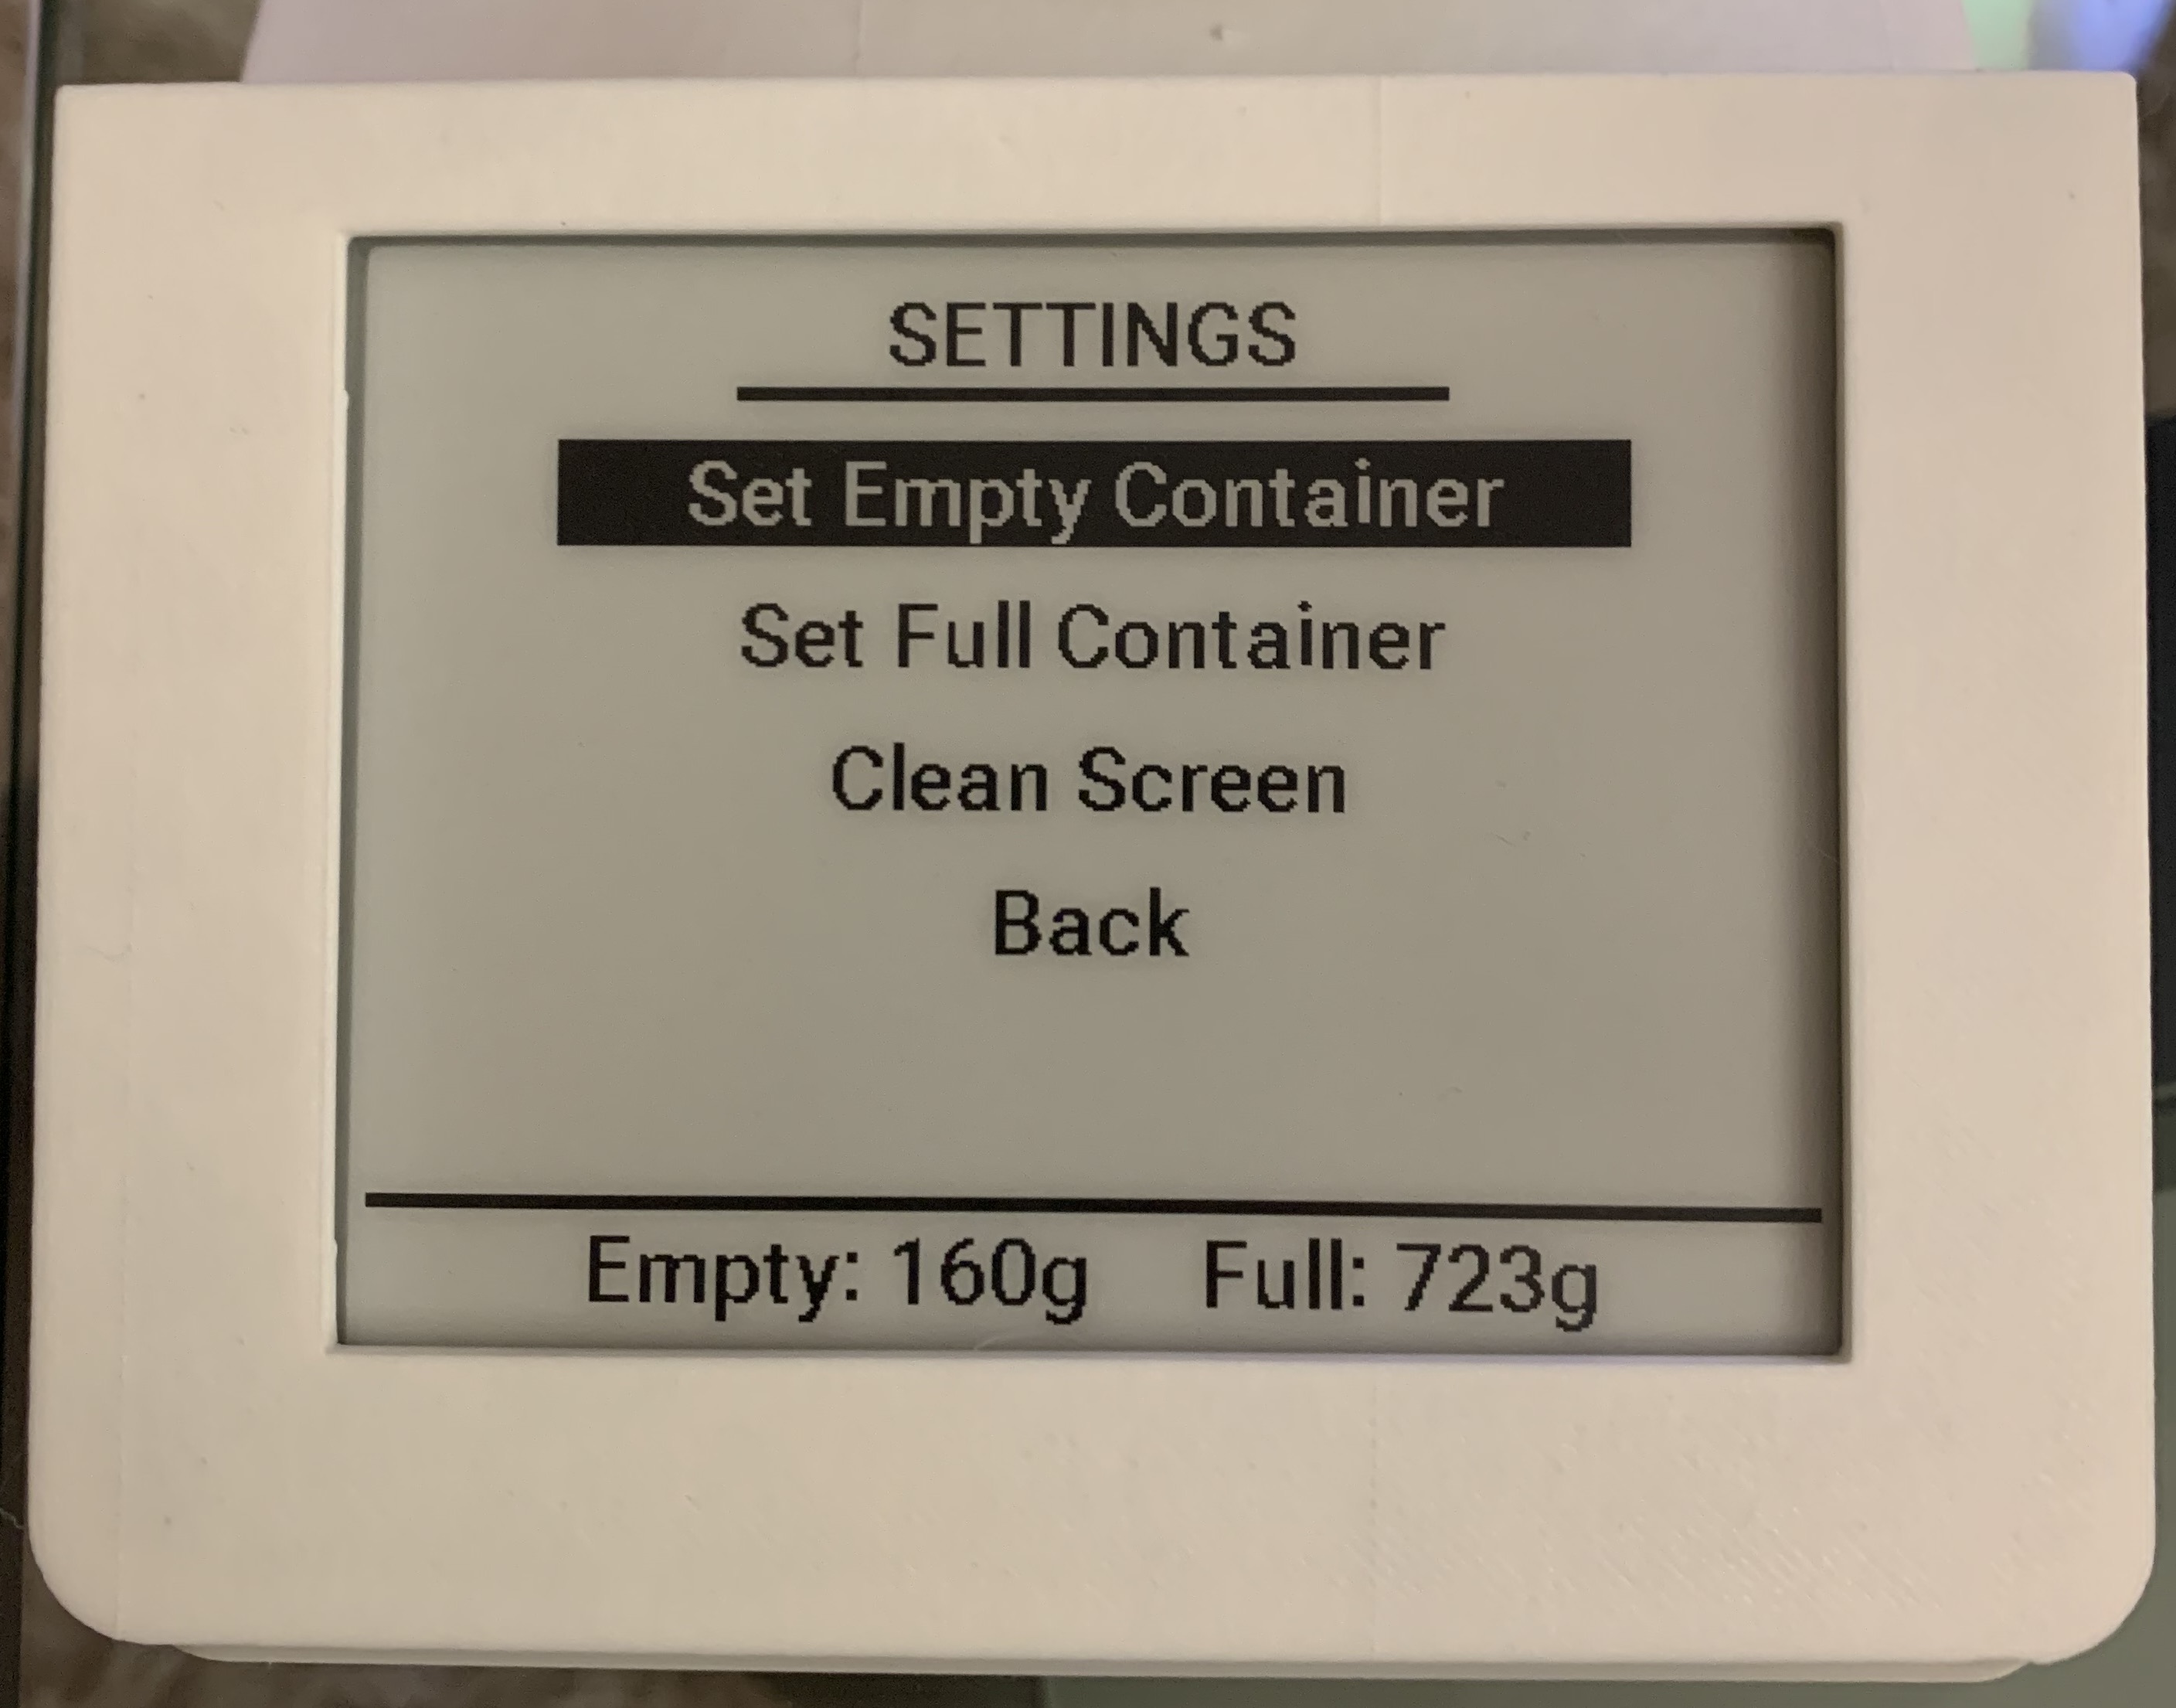 SETTINGS
Set Empty Container
Set Full Container
Clean Screen
Back
Empty: 160g Full: 723g